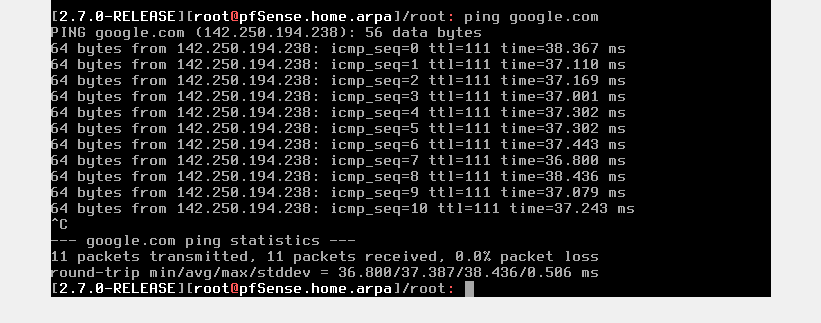 [2.7.0-RELEASE][root@pfSense.home.arpa]/root: ping google.com
PING google.com (142.250.194.238): 56 data bytes
64 bytes from 142.250.194.238: icmp_seq=0 ttl=111 time=38.367 ms
64 bytes from 142.250.194.238: icmp_seq=1 ttl=111 time=37.110 ms
64 bytes from 142.250.194.238: icmp_seq=2 ttl=111 time=37.169 ms
64 bytes from 142.250.194.238: icmp_seq=3 ttl=111 time=37.001 ms
64 bytes from 142.250.194.238: icmp_seq=4 ttl=111 time=37.302 ms
64 bytes from 142.250.194.238: icmp_seq=5 ttl=111 time=37.302 ms
64 bytes from 142.250.194.238: icmp_seq=6 ttl=111 time=37.443 ms
64 bytes from 142.250.194.238: icmp_seq=7 ttl=111 time=36.800 ms
64 bytes from 142.250.194.238: icmp_seq=8 ttl=111 time=38.436 ms
64 bytes from 142.250.194.238: icmp_seq=9 ttl=111 time=37.079 ms
64 bytes from 142.250.194.238: icmp_seq=10 ttl=111 time=37.243 ms
^C
--- google.com ping statistics ---
11 packets transmitted, 11 packets received, 0.0% packet loss
round-trip min/avg/max/stddev = 36.800/37.387/38.436/0.506 ms
[2.7.0-RELEASE][root@pfSense.home.arpa]/root: